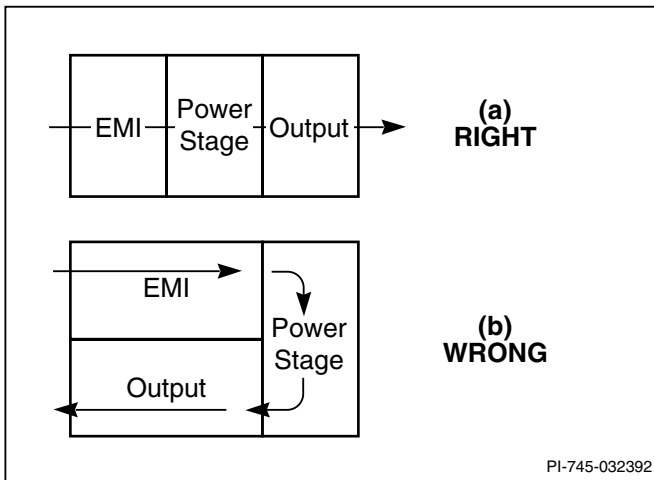 EMI
Power
Stage
Output
(a)
RIGHT
EMI
Power
Stage
Output
(b)
WRONG
PI-745-032392